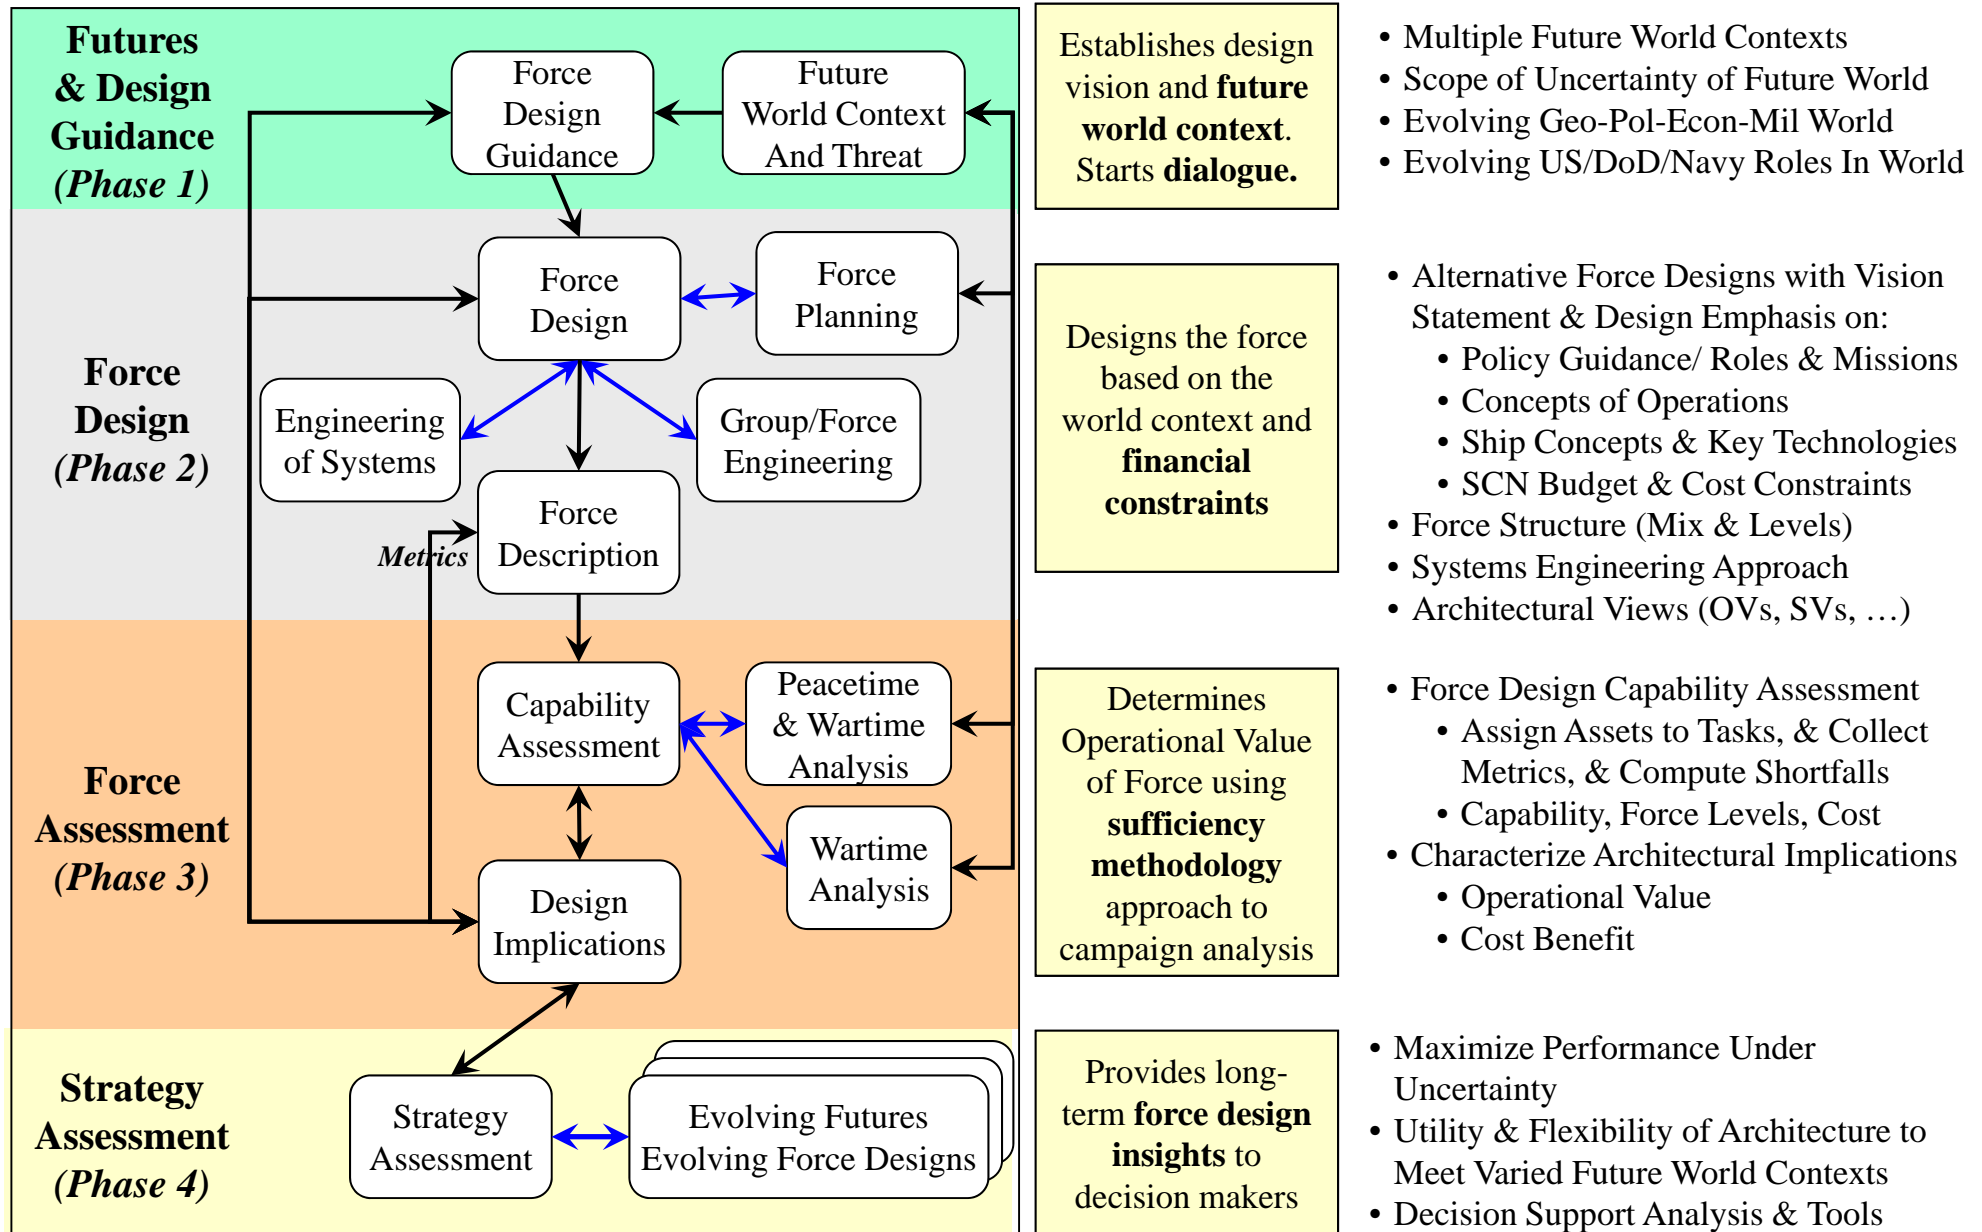 Futures
& Design
Guidance
(Phase 1)
Force
Design
Guidance
Future
World Context
And Threat
Establishes design
vision and future
world context.
Starts dialogue.
• Multiple Future World Contexts
• Scope of Uncertainty of Future World
• Evolving Geo-Pol-Econ-Mil World
• Evolving US/DoD/Navy Roles In World
Force
Design
(Phase 2)
Force
Design
Force
Planning
Engineering
of Systems
Group/Force
Engineering
Metrics
Force
Description
Designs the force
based on the
world context and
financial
constraints
• Alternative Force Designs with Vision
Statement & Design Emphasis on:
• Policy Guidance/ Roles & Missions
• Concepts of Operations
• Ship Concepts & Key Technologies
• SCN Budget & Cost Constraints
• Force Structure (Mix & Levels)
• Systems Engineering Approach
• Architectural Views (OVs, SVs, …)
Force
Assessment
(Phase 3)
Capability
Assessment
Peacetime
& Wartime
Analysis
Wartime
Analysis
Design
Implications
Determines
Operational Value
of Force using
sufficiency
methodology
approach to
campaign analysis
• Force Design Capability Assessment
• Assign Assets to Tasks, & Collect
Metrics, & Compute Shortfalls
• Capability, Force Levels, Cost
• Characterize Architectural Implications
• Operational Value
• Cost Benefit
Strategy
Assessment
(Phase 4)
Strategy
Assessment
Evolving Futures
Evolving Force Designs
Provides long-
term force design
insights to
decision makers
• Maximize Performance Under
Uncertainty
• Utility & Flexibility of Architecture to
Meet Varied Future World Contexts
• Decision Support Analysis & Tools